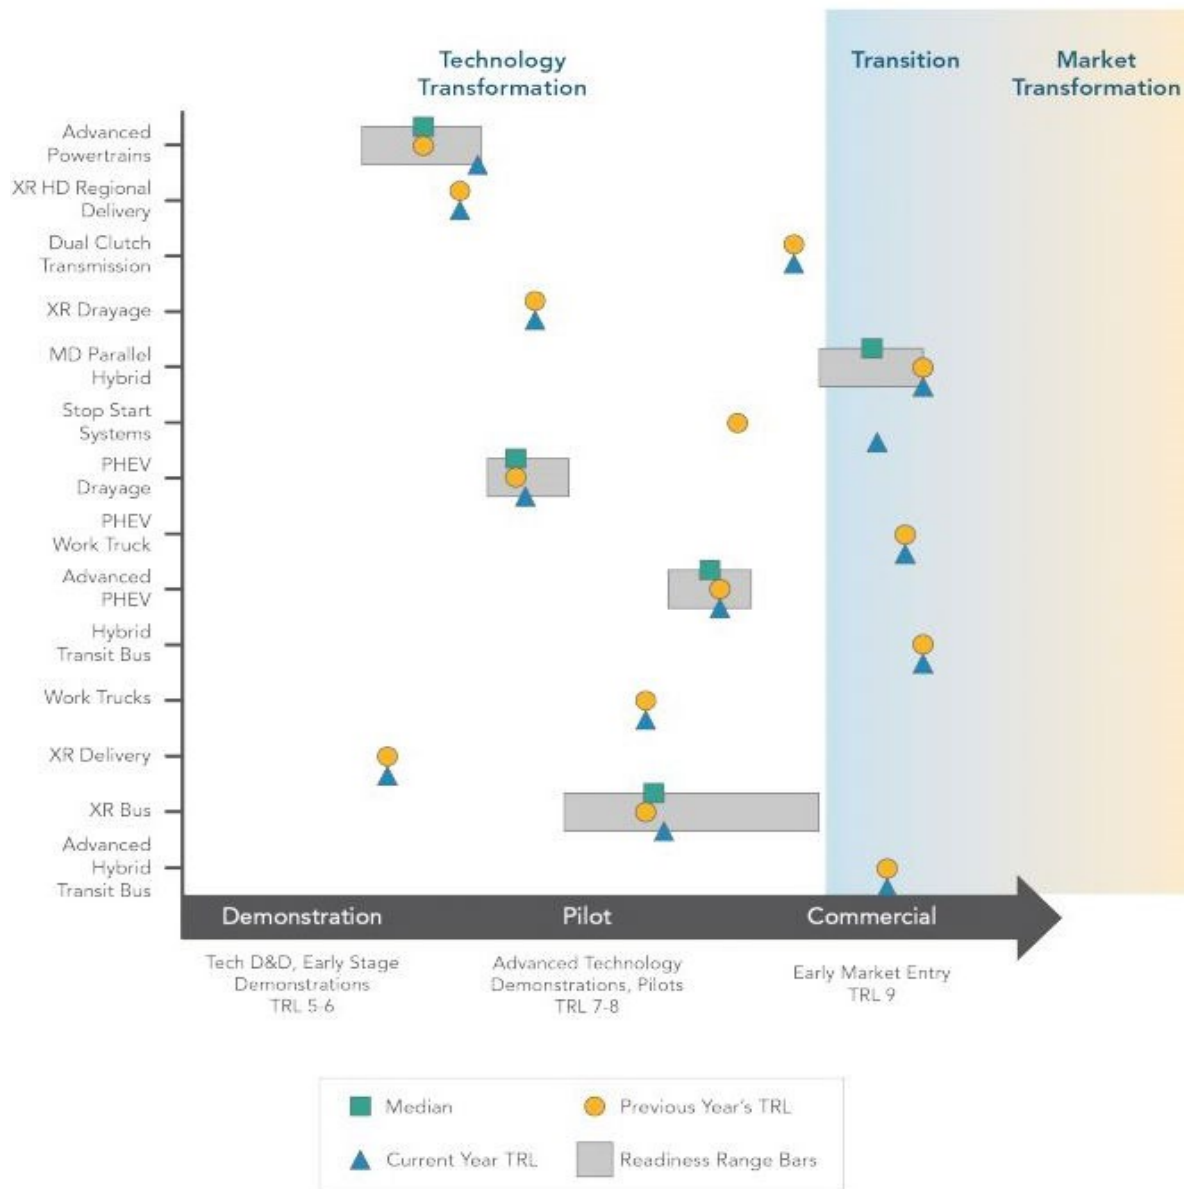 Technology
Transformation
Transition
Market
Transformation
Advanced
Powertrains
XR HD Regional
Delivery
Dual Clutch
Transmission
XR Drayage
MD Parallel
Hybrid
Stop Start
Systems
PHEV
Drayage
PHEV
Work Truck
Advanced
PHEV
Hybrid
Transit Bus
Work Trucks
XR Delivery
XR Bus
Advanced
Hybrid
Transit Bus
Demonstration
Pilot
Commercial
Tech D&D, Early Stage
Demonstrations
TRL 5-6
Advanced Technology
Demonstrations, Pilots
TRL 7-8
Early Market Entry
TRL 9
Median
Previous Year's TRL
Current Year TRL
Readiness Range Bars